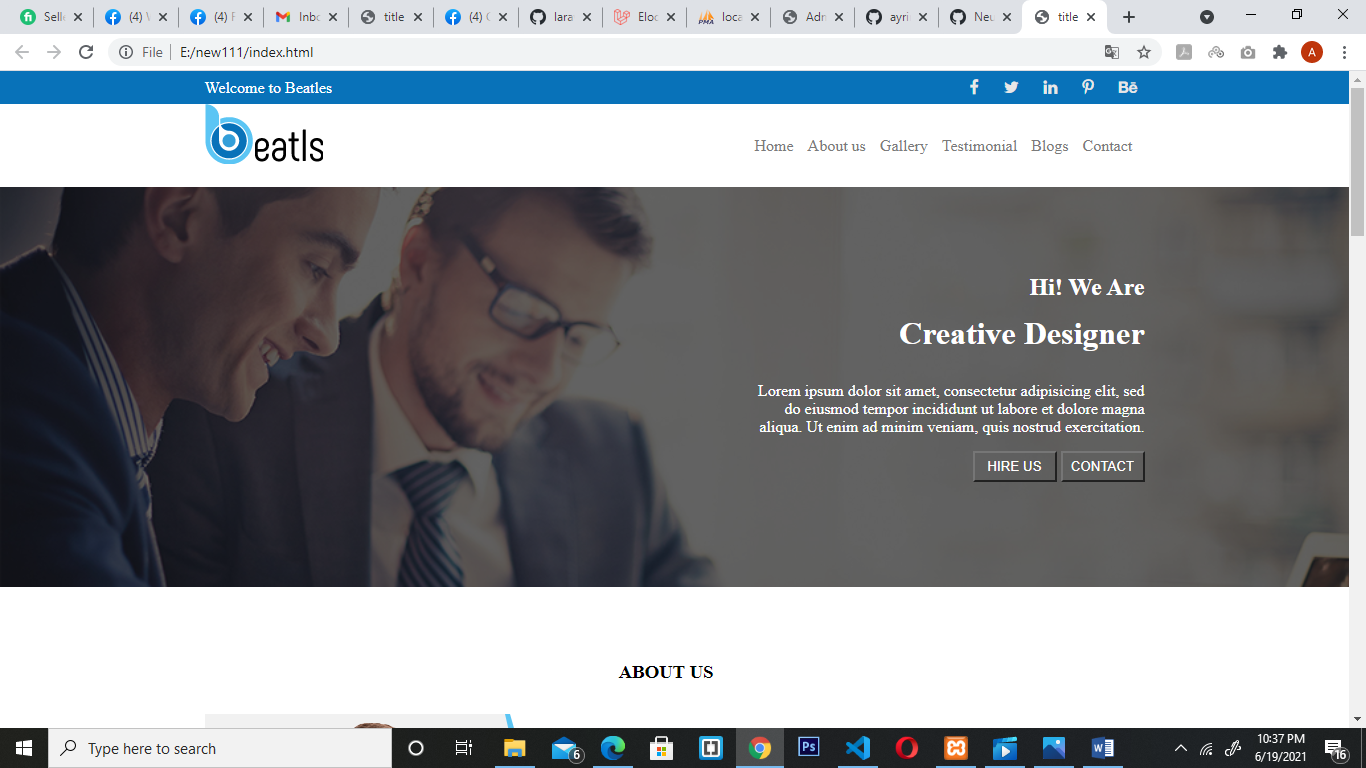 Selle
(4) V
(4) F
Inbo
title
(4) C
lara
Eloc
loca
Adn
ayri
Neu
title
File
E:/new111/index.html
A
Welcome to Beatles
in
Bē
beatls
Home About us Gallery Testimonial Blogs Contact
Hi! We Are
Creative Designer
Lorem ipsum dolor sit amet, consectetur adipisicing elit, sed
do eiusmod tempor incididunt ut labore et dolore magna
aliqua. Ut enim ad minim veniam, quis nostrud exercitation.
HIRE US
CONTACT
ABOUT US
Type here to search
6
Ps
10:37 PM
6/19/2021
16